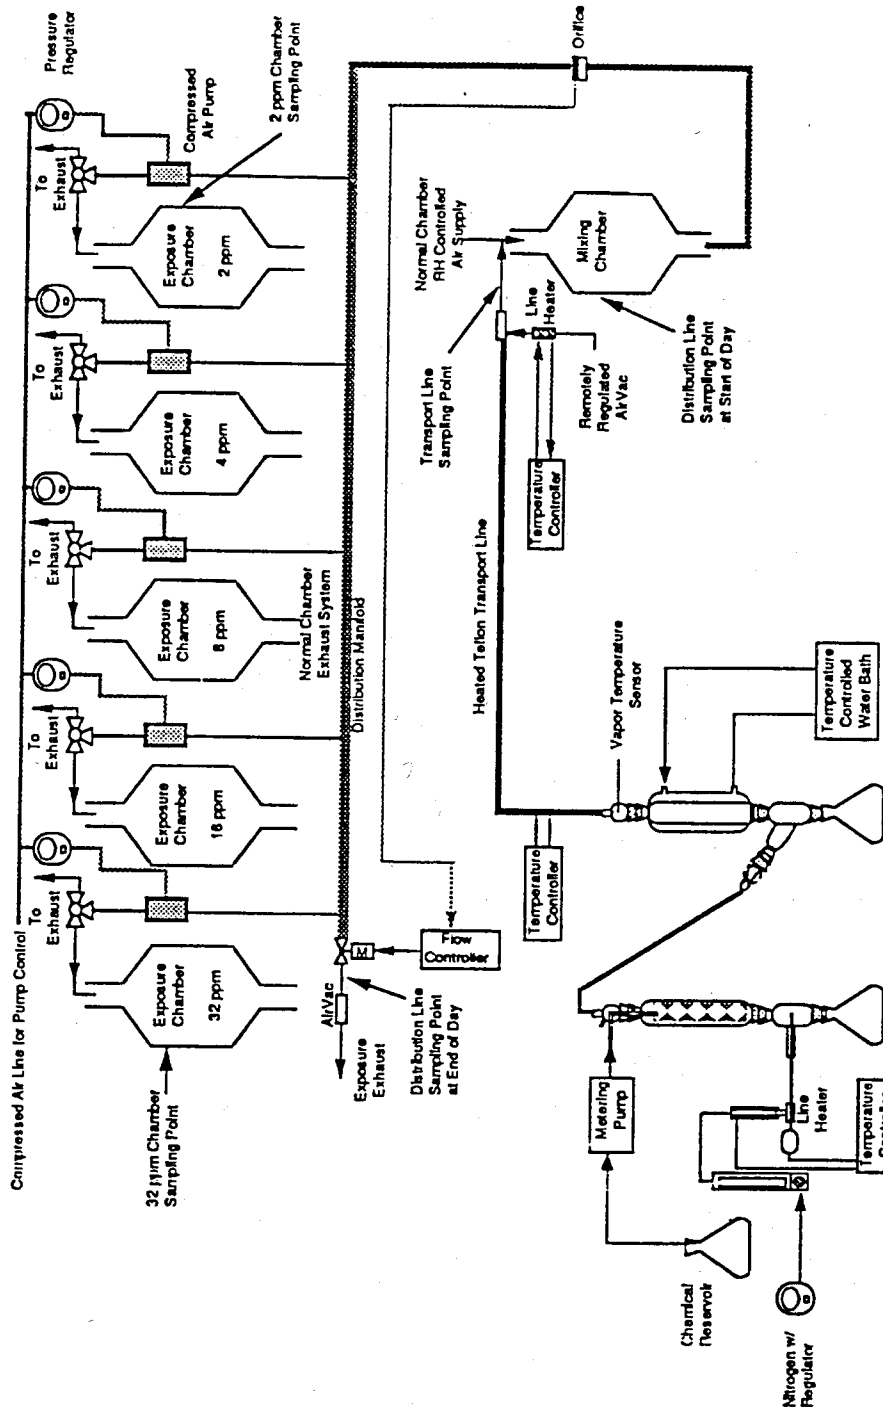 Compressed Air Line for Pump Control
Pressure
Regulator
To
Exhaust
To
Exhaust
To
Exhaust
To
Exhaust
To
Exhaust
Compressed
Air Pump
2 ppm Chamber
Sampling Point
Exposure
Chamber
32 ppm
Exposure
Chamber
16 ppm
Exposure
Chamber
8 ppm
Exposure
Chamber
4 ppm
Exposure
Chamber
2 ppm
32 ppm Chamber
Sampling Point
Normal Chamber
Exhaust System
Distribution Manifold
AirVac
Exposure
Exhaust
M
Flow
Controller
Distribution Line
Sampling Point
at End of Day
Orifice
Normal Chamber
RH Controlled
Air Supply
Transport Line
Sampling Point
Line
Heater
Mixing
Chamber
Remotely
Regulated
AirVac
Distribution Line
Sampling Point
at Start of Day
Temperature
Controller
Heated Teflon Transport Line
Vapor Temperature
Sensor
Temperature
Controller
Temperature
Controlled
Water Bath
Metering
Pump
Line
Heater
Temperature
Chemical
Reservoir
Nitrogen w/
Regulator